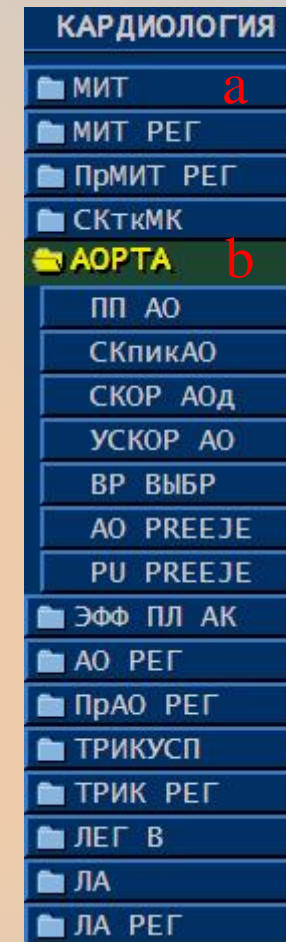 КАРДИОЛОГИЯ
МИТ a
МИТ РЕГ
ПрМИТ РЕГ
СКткМК
АОРТА b
ПП АО
СКпикАО
СКОР АОд
УСКОР АО
ВР ВЫБР
АО PREEJE
PU PREEJE
ЭФФ ПЛ АК
АО РЕГ
ПрАО РЕГ
ТРИКУСП
ТРИК РЕГ
ЛЕГ В
ЛА
ЛА РЕГ